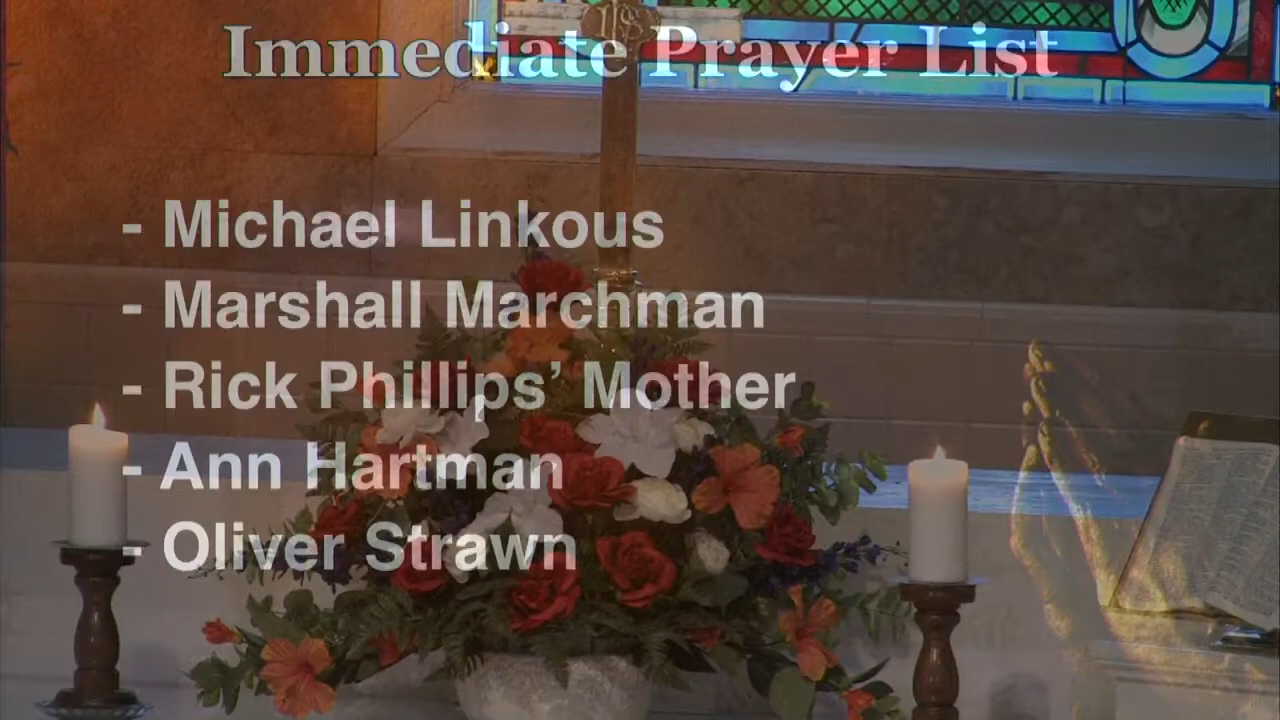 Immediate Prayer List
- Michael Linkous
- Marshall Marchman
- Rick Phillips’ Mother
- Ann Hartman
- Oliver Strawn